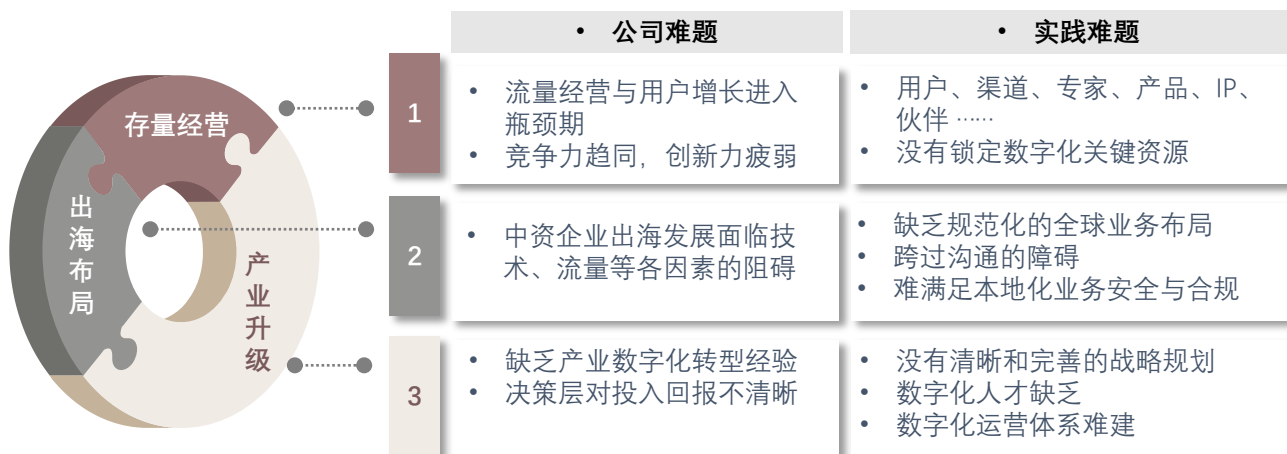 • 公司难题
• 实践难题
存量经营
出海布局
产业升级
1
• 流量经营与用户增长进入
瓶颈期
• 竞争力趋同，创新力疲弱
• 用户、渠道、专家、产品、IP、
伙伴 ……
• 没有锁定数字化关键资源
2
• 中资企业出海发展面临技
术、流量等各因素的阻碍
• 缺乏规范化的全球业务布局
• 跨过沟通的障碍
• 难满足本地化业务安全与合规
3
• 缺乏产业数字化转型经验
• 决策层对投入回报不清晰
• 没有清晰和完善的战略规划
• 数字化人才缺乏
• 数字化运营体系难建